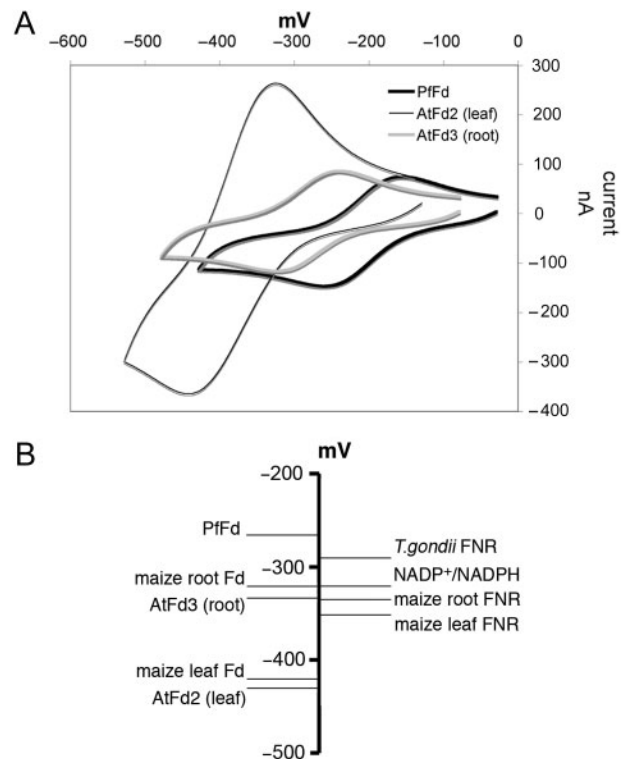 A
mV
−600 −500 −400 −300 −200 −100 0
300
PfFd
AtFd2 (leaf)
200
AtFd3 (root)
100
0
−100
−200
−300
−400
current
nA
B
mV
−200
PfFd
T.gondii FNR
−300
maize root Fd
NADP⁺/NADPH
AtFd3 (root)
maize root FNR
maize leaf FNR
−400
maize leaf Fd
AtFd2 (leaf)
−500